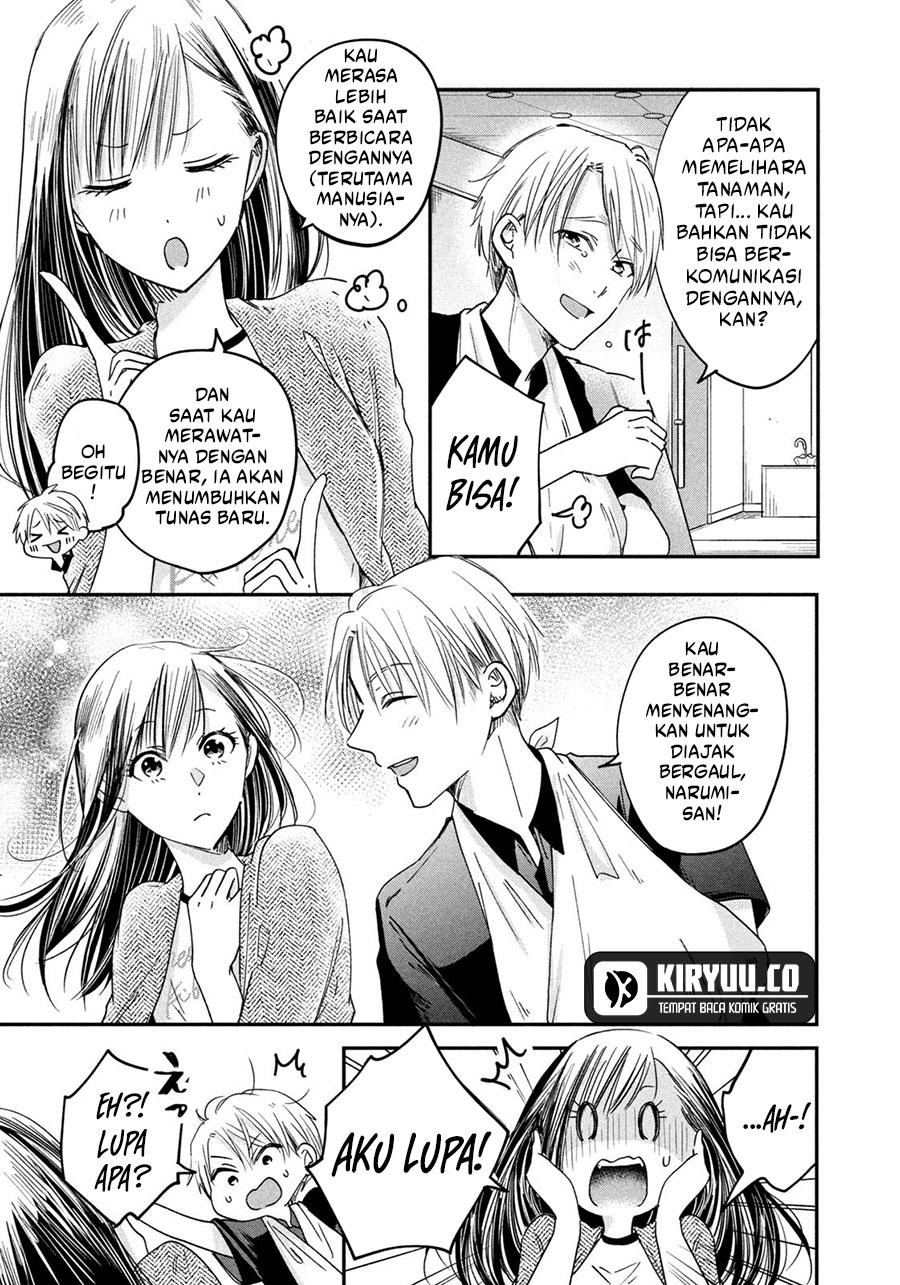 TIDAK
APA-APA
MEMELIHARA
TANAMAN,
TAPI... KAU
BAHKAN TIDAK
BISA BER-
KOMUNIKASI
DENGANNYA,
KAN?
は
KAMU
BISA!
KAU
MERASA
LEBIH
BAIK SAAT
BERBICARA
DENGANNYA
(TERUTAMA
MANUSIA-
NYA).
DAN
SAAT KAU
MERAWAT-
NYA DENGAN
BENAR, IA AKAN
MENUMBUHKAN
TUNAS BARU.
OH
BEGITU
!
KAU
BENAR-
BENAR
MENYENANG-
KAN UNTUK
DIAJAK
BERGAUL,
NARUMI-
SAN!
KIRYUU.CO
TEMPAT BACA KOMIK GRATIS
...AH-!
AKU LUPA!
えっ
EH?!
LUPA
APA?